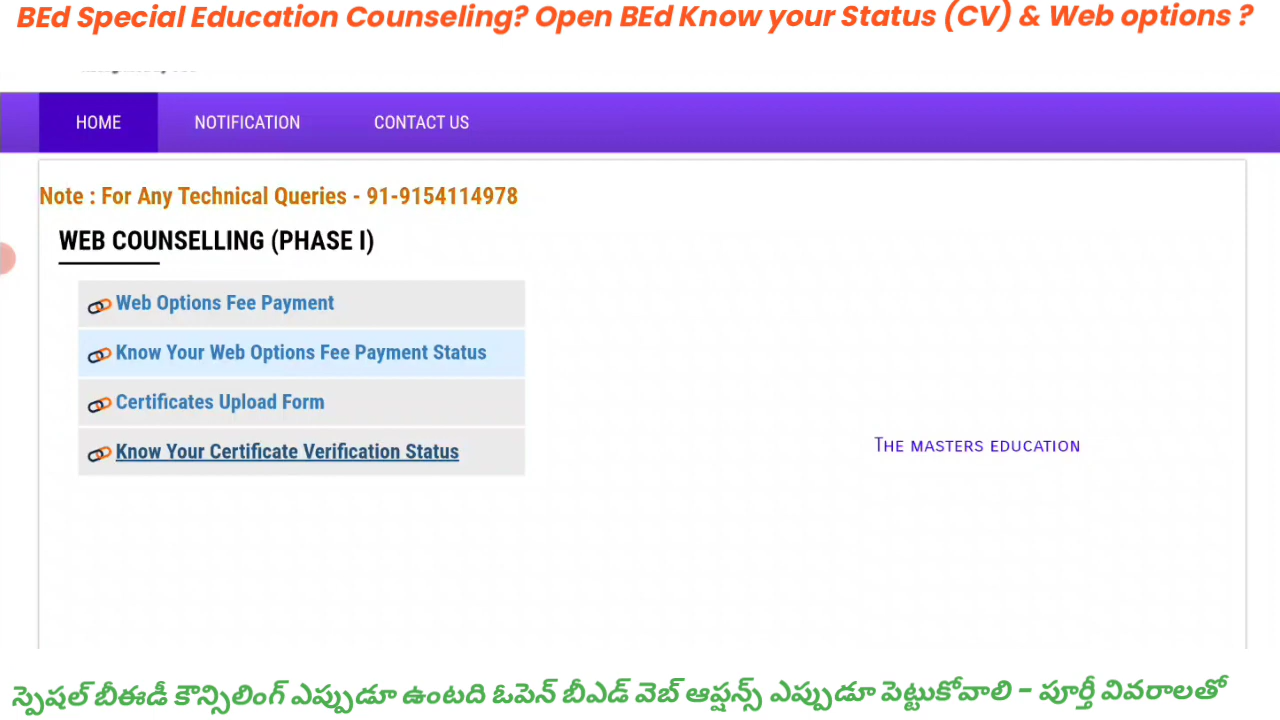 BEd Special Education Counseling? Open BEd Know your Status (CV) & Web options ?
HOME NOTIFICATION CONTACT US
Note : For Any Technical Queries - 91-9154114978
WEB COUNSELLING (PHASE I)
Web Options Fee Payment
Know Your Web Options Fee Payment Status
Certificates Upload Form
Know Your Certificate Verification Status
The masters education
స్పెషల్ బీఈడీ కౌన్సిలింగ్ ఎప్పుడూ ఉంటది ఓపెన్ బీఎడ్ వెబ్ ఆప్షన్స్ ఎప్పుడూ పెట్టుకోవాలి - పూర్తీ వివరాలతో